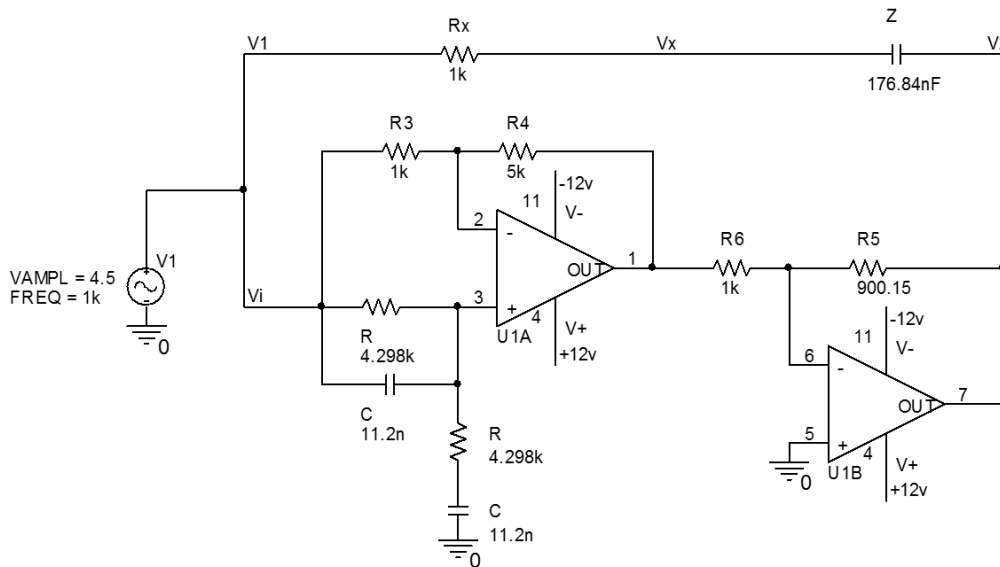 Z
Rx
V1
Vx
1k
176.84nF
R3
R4
1k
5k
-12v
11
V-
2
-
R6
R5
V1
OUT
1
VAMPL = 4.5
FREQ = 1k
1k
900.15
Vi
3
+
4
V+
-12v
0
R
U1A
11
V-
4.298k
+12v
6
-
C
OUT
7
11.2n
R
5
+
4
V+
4.298k
0
U1B
+12v
C
11.2n
0